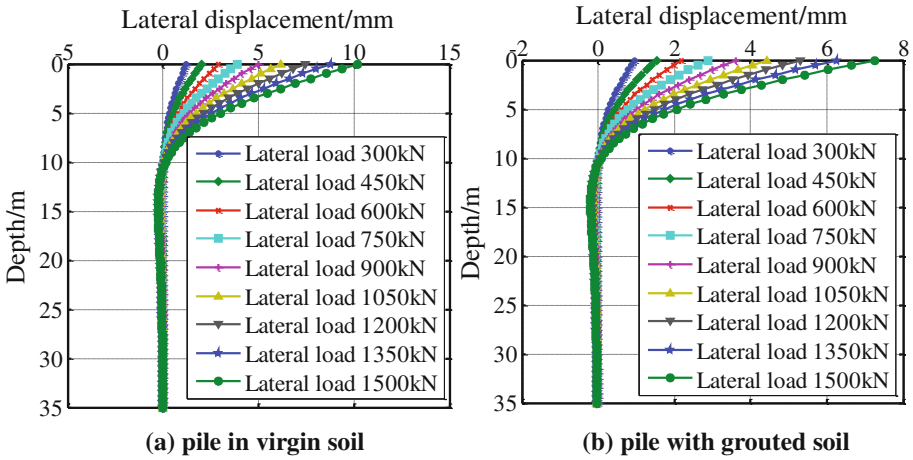 Lateral displacement/mm
-5 0 5 10 15
0
5
10
15
20
25
30
35
Depth/m
Lateral load 300kN
Lateral load 450kN
Lateral load 600kN
Lateral load 750kN
Lateral load 900kN
Lateral load 1050kN
Lateral load 1200kN
Lateral load 1350kN
Lateral load 1500kN
(a) pile in virgin soil
Lateral displacement/mm
-2 0 2 4 6 8
0
5
10
15
20
25
30
35
Depth/m
Lateral load 300kN
Lateral load 450kN
Lateral load 600kN
Lateral load 750kN
Lateral load 900kN
Lateral load 1050kN
Lateral load 1200kN
Lateral load 1350kN
Lateral load 1500kN
(b) pile with grouted soil